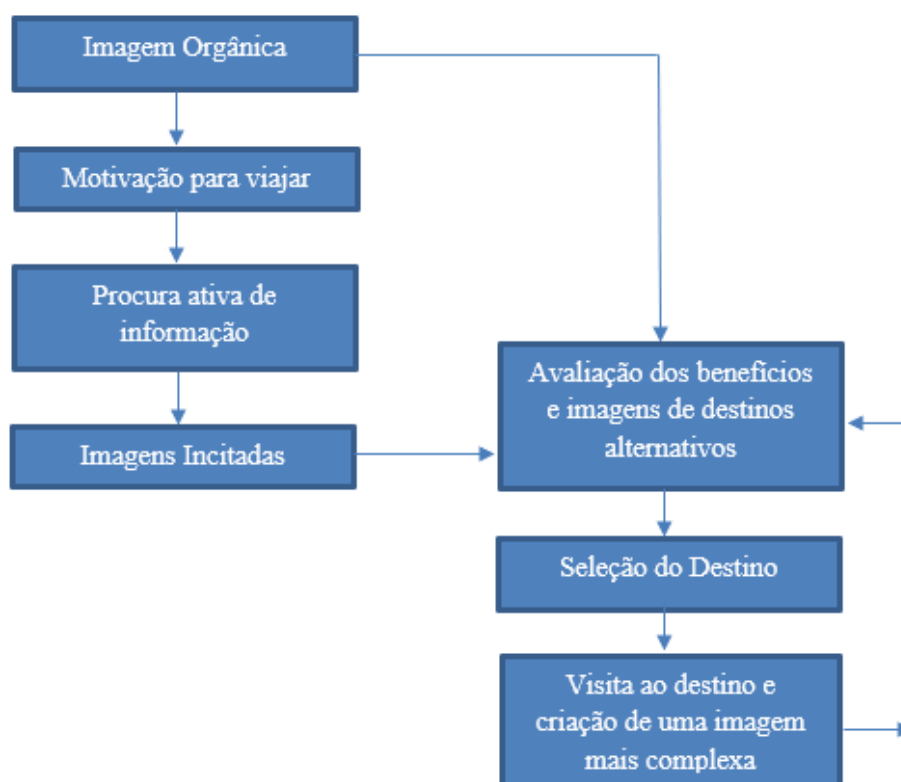 Imagem Orgânica
Motivação para viajar
Procura ativa de
informação
Imagens Incitadas
Avaliação dos benefícios
e imagens de destinos
alternativos
Seleção do Destino
Visita ao destino e
criação de uma imagem
mais complexa